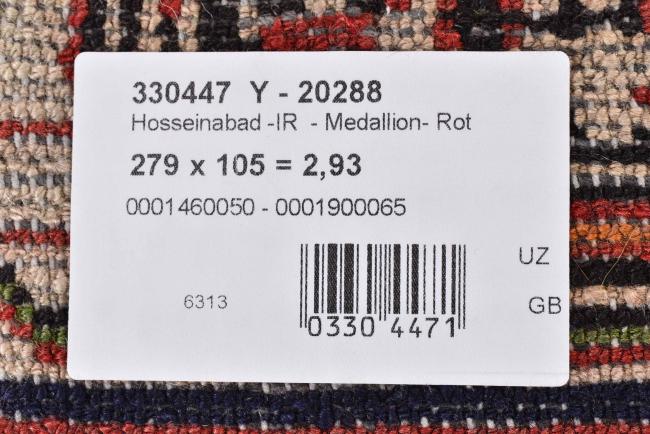 330447 Y - 20288
Hosseinabad -IR - Medallion- Rot
279 x 105 = 2,93
0001460050 - 0001900065
UZ
6313
GB
0330 4471